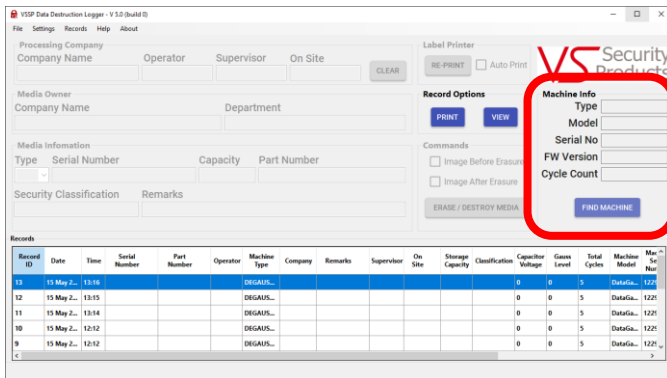 VSSP Data Destruction Logger - V 5.0 (build 0)
File Settings Records Help About
Processing Company
Company Name Operator Supervisor On Site
CLEAR
Label Printer
RE-PRINT Auto Print
VS Security Products
Media Owner
Company Name Department
Record Options
PRINT VIEW
Machine Info
Type
Model
Serial No
FW Version
Cycle Count
FIND MACHINE
Media Infomation
Type Serial Number Capacity Part Number
Security Classification Remarks
Commands
Image Before Erasure
Image After Erasure
ERASE / DESTROY MEDIA
Records
Record ID Date Time Serial Number Part Number Operator Machine Type Company Remarks Supervisor On Site Storage Capacity Classification Capacitor Voltage Gauss Level Total Cycles Machine Model
13 15 May 2... 13:16 DEGAUS... 0 0 5 DataGa... 1229
12 15 May 2... 13:15 DEGAUS... 0 0 5 DataGa... 1229
11 15 May 2... 13:14 DEGAUS... 0 0 5 DataGa... 1229
10 15 May 2... 12:12 DEGAUS... 0 0 5 DataGa... 1229
9 15 May 2... 12:12 DEGAUS... 0 0 5 DataGa... 1229